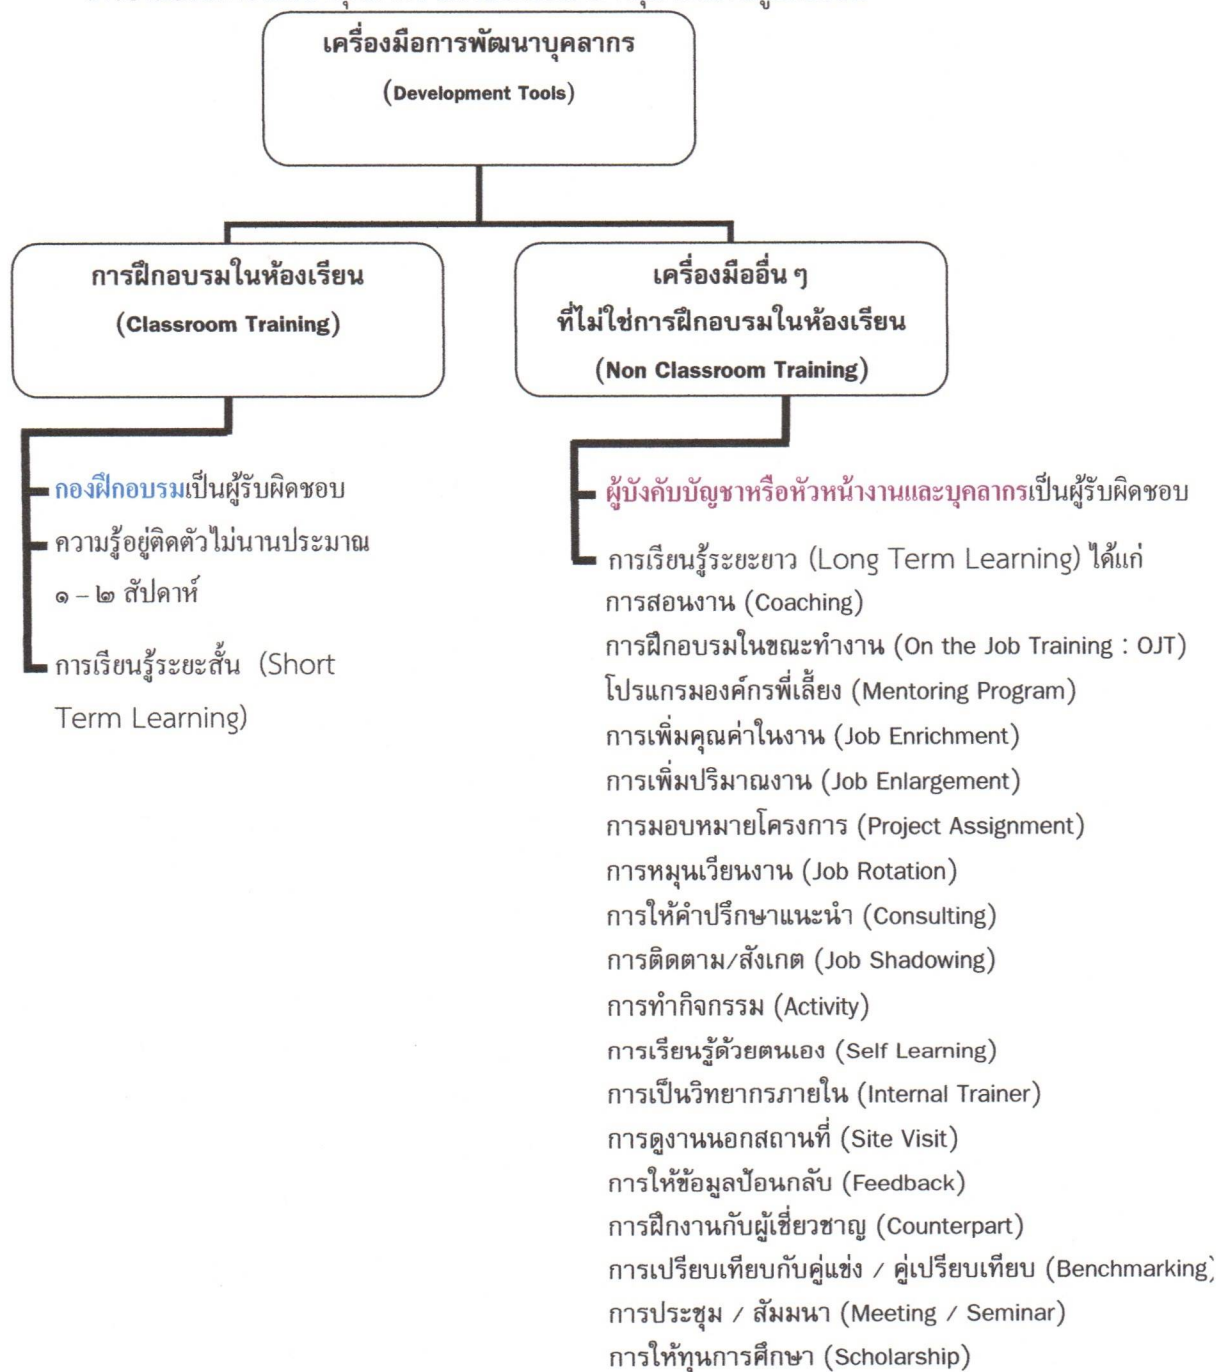 เครื่องมือการพัฒนาบุคลากร
(Development Tools)
การฝึกอบรมในห้องเรียน
(Classroom Training)
เครื่องมืออื่น ๆ
ที่ไม่ใช่การฝึกอบรมในห้องเรียน
(Non Classroom Training)
กองฝึกอบรมเป็นผู้รับผิดชอบ
ความรู้อยู่ติดตัวไม่นานประมาณ
๑ – ๒ สัปดาห์
การเรียนรู้ระยะสั้น (Short
Term Learning)
ผู้บังคับบัญชาหรือหัวหน้างานและบุคลากรเป็นผู้รับผิดชอบ
การเรียนรู้ระยะยาว (Long Term Learning) ได้แก่
การสอนงาน (Coaching)
การฝึกอบรมในขณะทำงาน (On the Job Training : OJT)
โปรแกรมองค์กรพี่เลี้ยง (Mentoring Program)
การเพิ่มคุณค่าในงาน (Job Enrichment)
การเพิ่มปริมาณงาน (Job Enlargement)
การมอบหมายโครงการ (Project Assignment)
การหมุนเวียนงาน (Job Rotation)
การให้คำปรึกษาแนะนำ (Consulting)
การติดตาม/สังเกต (Job Shadowing)
การทำกิจกรรม (Activity)
การเรียนรู้ด้วยตนเอง (Self Learning)
การเป็นวิทยากรภายใน (Internal Trainer)
การดูงานนอกสถานที่ (Site Visit)
การให้ข้อมูลป้อนกลับ (Feedback)
การฝึกงานกับผู้เชี่ยวชาญ (Counterpart)
การเปรียบเทียบกับคู่แข่ง / คู่เปรียบเทียบ (Benchmarking)
การประชุม / สัมมนา (Meeting / Seminar)
การให้ทุนการศึกษา (Scholarship)